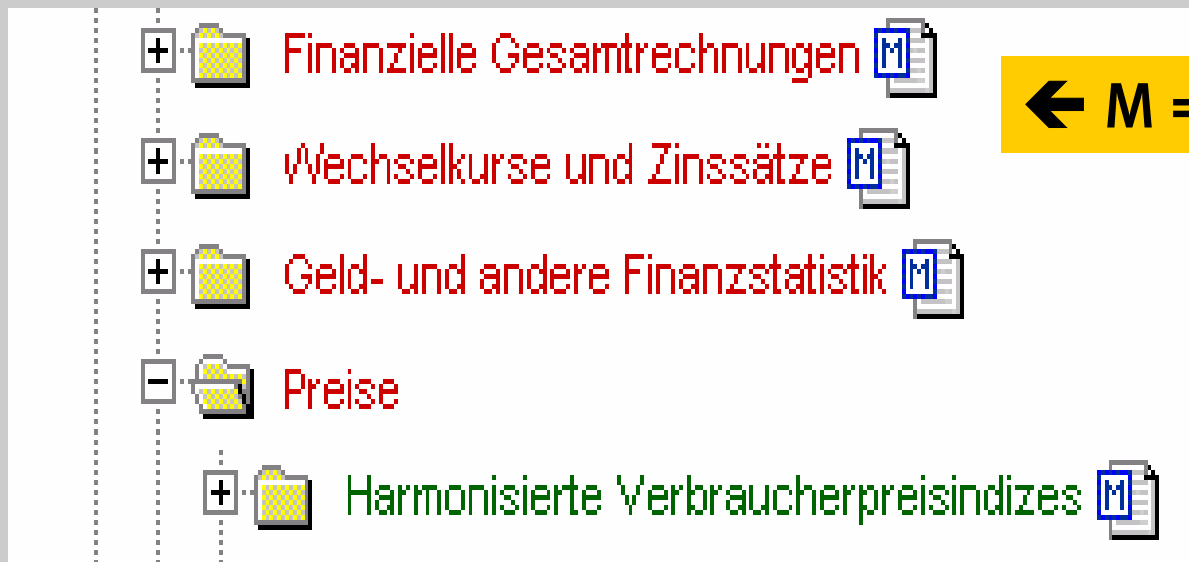 Finanzielle Gesamtrechnungen M
← M =
Wechselkurse und Zinssätze M
Geld- und andere Finanzstatistik M
Preise
Harmonisierte Verbraucherpreisindizes M